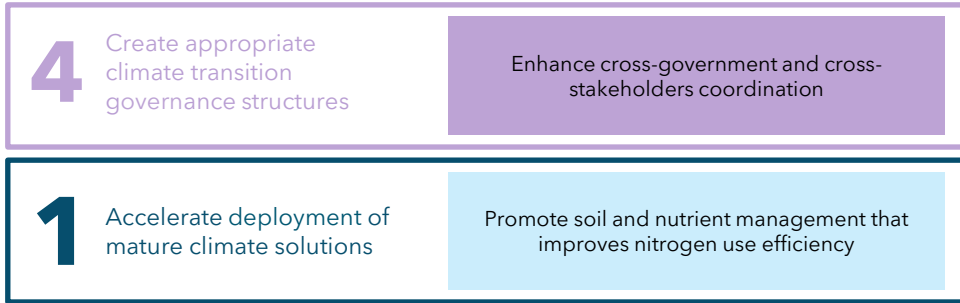 4
Create appropriate
climate transition
governance structures
Enhance cross-government and cross-
stakeholders coordination
1
Accelerate deployment of
mature climate solutions
Promote soil and nutrient management that
improves nitrogen use efficiency